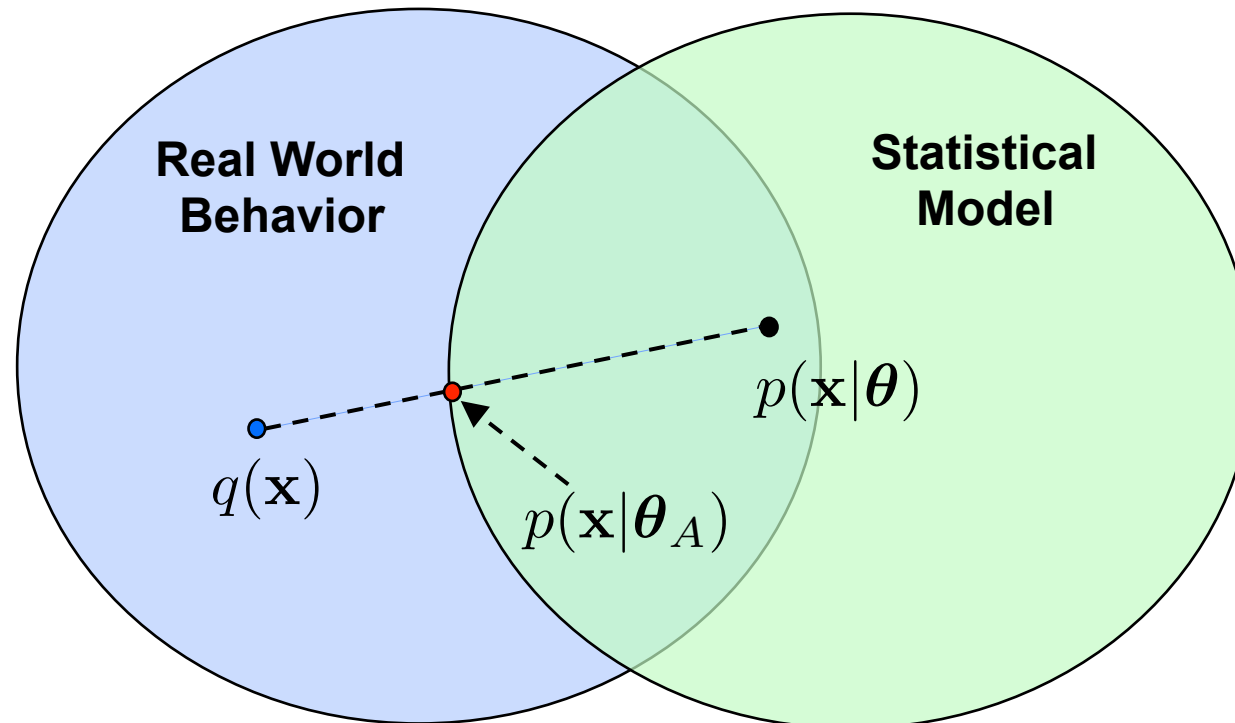 Real World
Behavior
Statistical
Model
p(x|θ)
q(x)
p(x|θ_A)